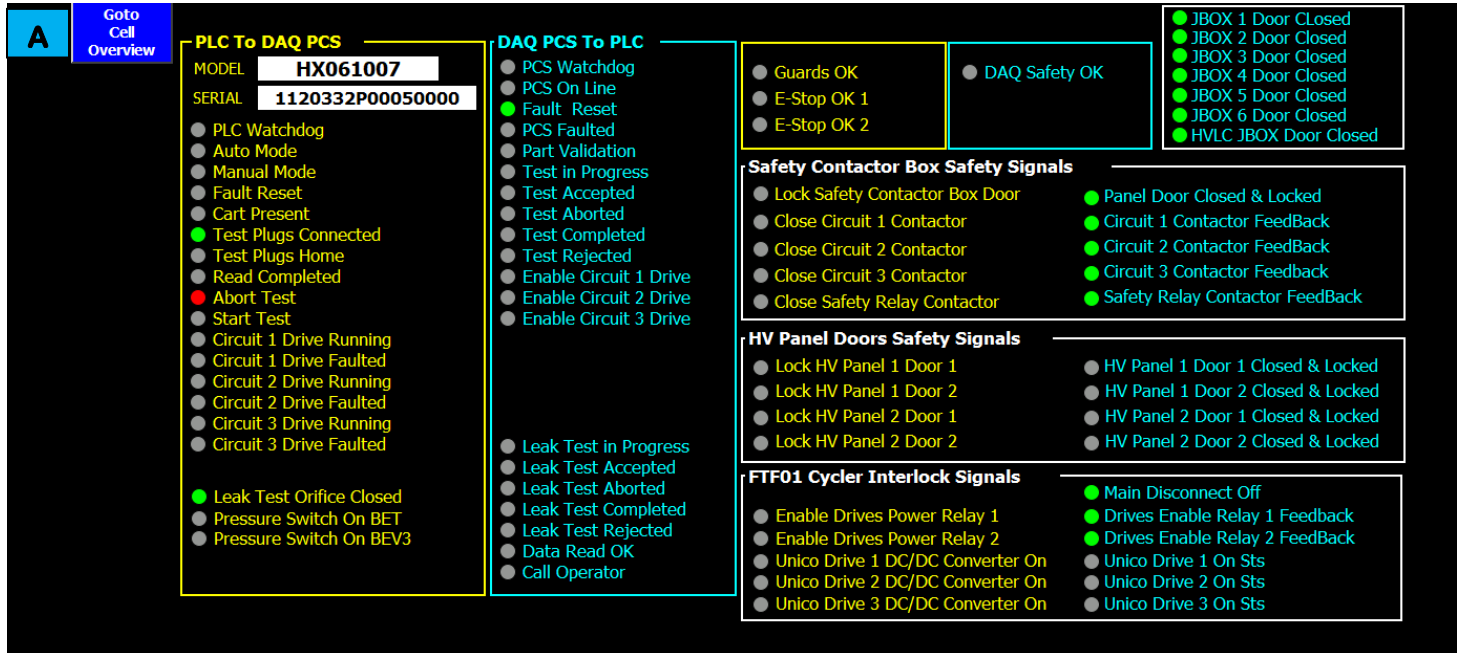 A
Goto
Cell
Overview
PLC To DAQ PCS
MODEL HX061007
SERIAL 1120332P00050000
PLC Watchdog
Auto Mode
Manual Mode
Fault Reset
Cart Present
Test Plugs Connected
Test Plugs Home
Read Completed
Abort Test
Start Test
Circuit 1 Drive Running
Circuit 1 Drive Faulted
Circuit 2 Drive Running
Circuit 2 Drive Faulted
Circuit 3 Drive Running
Circuit 3 Drive Faulted
Leak Test Orifice Closed
Pressure Switch On BET
Pressure Switch On BEV3
DAQ PCS To PLC
PCS Watchdog
PCS On Line
Fault Reset
PCS Faulted
Part Validation
Test in Progress
Test Accepted
Test Aborted
Test Completed
Test Rejected
Enable Circuit 1 Drive
Enable Circuit 2 Drive
Enable Circuit 3 Drive
Leak Test in Progress
Leak Test Accepted
Leak Test Aborted
Leak Test Completed
Leak Test Rejected
Data Read OK
Call Operator
Guards OK
E-Stop OK 1
E-Stop OK 2
DAQ Safety OK
JBOX 1 Door CLosed
JBOX 2 Door Closed
JBOX 3 Door Closed
JBOX 4 Door Closed
JBOX 5 Door Closed
JBOX 6 Door Closed
HVLC JBOX Door Closed
Safety Contactor Box Safety Signals
Lock Safety Contactor Box Door
Close Circuit 1 Contactor
Close Circuit 2 Contactor
Close Circuit 3 Contactor
Close Safety Relay Contactor
Panel Door Closed & Locked
Circuit 1 Contactor FeedBack
Circuit 2 Contactor FeedBack
Circuit 3 Contactor Feedback
Safety Relay Contactor FeedBack
HV Panel Doors Safety Signals
Lock HV Panel 1 Door 1
Lock HV Panel 1 Door 2
Lock HV Panel 2 Door 1
Lock HV Panel 2 Door 2
HV Panel 1 Door 1 Closed & Locked
HV Panel 1 Door 2 Closed & Locked
HV Panel 2 Door 1 Closed & Locked
HV Panel 2 Door 2 Closed & Locked
FTF01 Cycler Interlock Signals
Enable Drives Power Relay 1
Enable Drives Power Relay 2
Unico Drive 1 DC/DC Converter On
Unico Drive 2 DC/DC Converter On
Unico Drive 3 DC/DC Converter On
Main Disconnect Off
Drives Enable Relay 1 Feedback
Drives Enable Relay 2 FeedBack
Unico Drive 1 On Sts
Unico Drive 2 On Sts
Unico Drive 3 On Sts